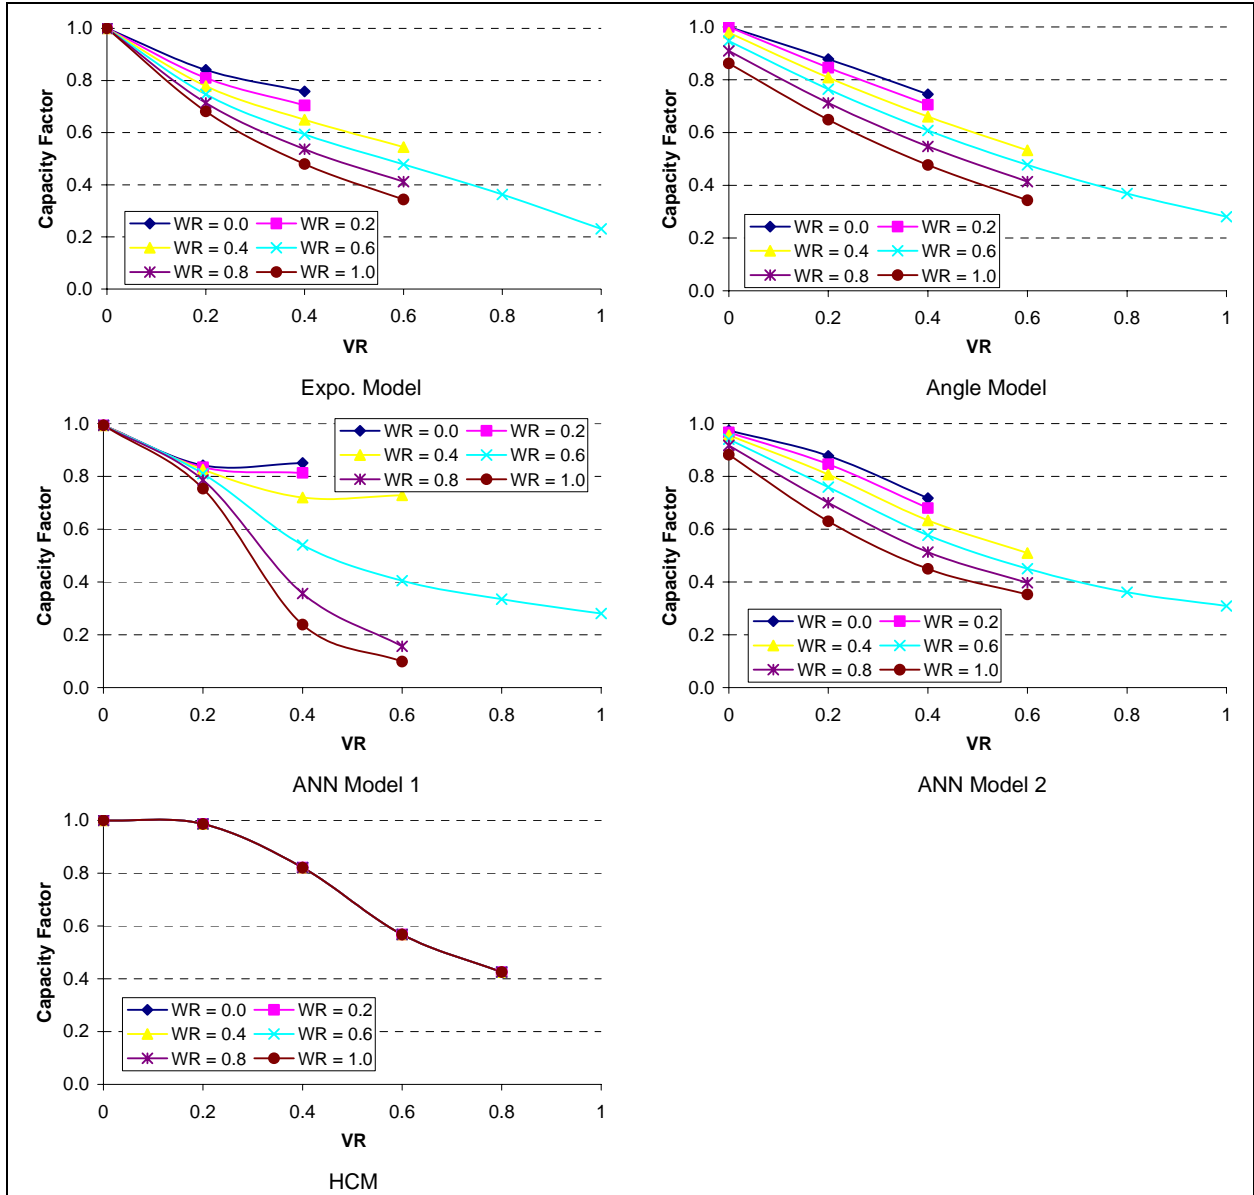 1.0
0.8
0.6
0.4
0.2
0.0
Capacity Factor
WR = 0.0 WR = 0.2
WR = 0.4 WR = 0.6
WR = 0.8 WR = 1.0
0 0.2 0.4 0.6 0.8 1
VR
Expo. Model
1.0
0.8
0.6
0.4
0.2
0.0
Capacity Factor
WR = 0.0 WR = 0.2
WR = 0.4 WR = 0.6
WR = 0.8 WR = 1.0
0 0.2 0.4 0.6 0.8 1
VR
Angle Model
1.0
0.8
0.6
0.4
0.2
0.0
Capacity Factor
WR = 0.0 WR = 0.2
WR = 0.4 WR = 0.6
WR = 0.8 WR = 1.0
0 0.2 0.4 0.6 0.8 1
VR
ANN Model 1
1.0
0.8
0.6
0.4
0.2
0.0
Capacity Factor
WR = 0.0 WR = 0.2
WR = 0.4 WR = 0.6
WR = 0.8 WR = 1.0
0 0.2 0.4 0.6 0.8 1
VR
ANN Model 2
1.0
0.8
0.6
0.4
0.2
0.0
Capacity Factor
WR = 0.0 WR = 0.2
WR = 0.4 WR = 0.6
WR = 0.8 WR = 1.0
0 0.2 0.4 0.6 0.8 1
VR
HCM